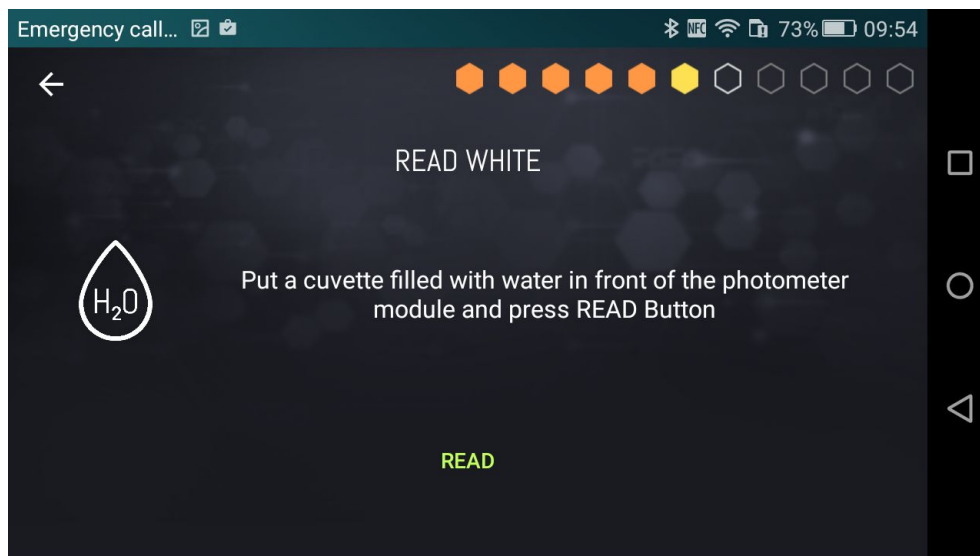 Emergency call... NFC 73% 09:54
READ WHITE
H₂O
Put a cuvette filled with water in front of the photometer
module and press READ Button
READ